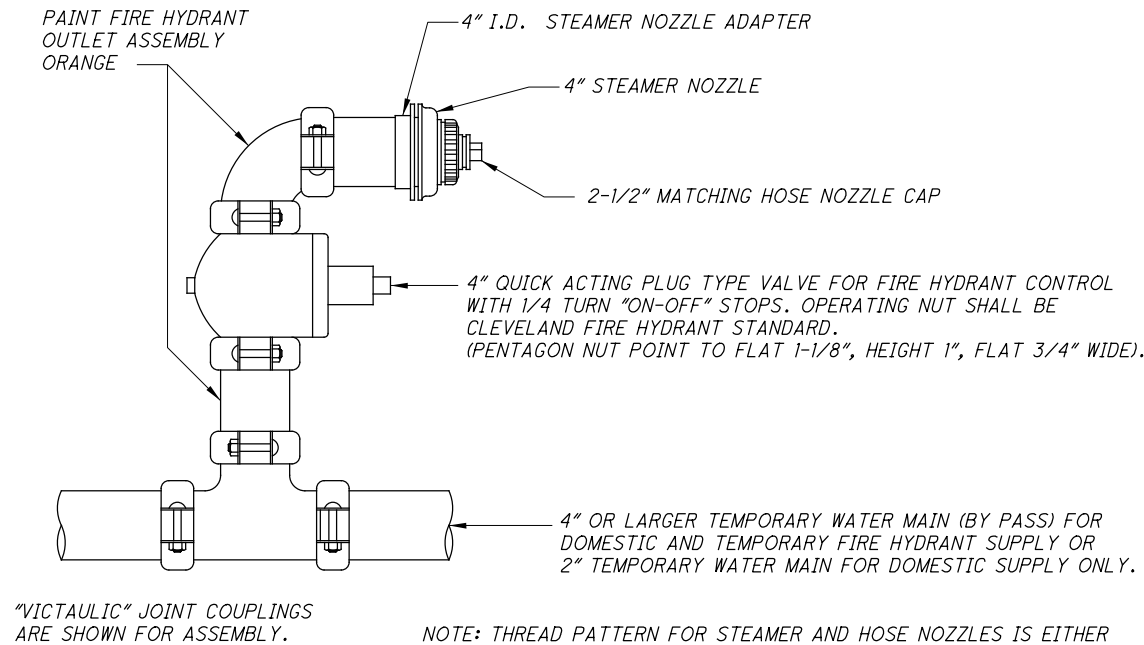 PAINT FIRE HYDRANT
OUTLET ASSEMBLY
ORANGE
4" I.D. STEAMER NOZZLE ADAPTER
4" STEAMER NOZZLE
2-1/2" MATCHING HOSE NOZZLE CAP
4" QUICK ACTING PLUG TYPE VALVE FOR FIRE HYDRANT CONTROL
WITH 1/4 TURN "ON-OFF" STOPS. OPERATING NUT SHALL BE
CLEVELAND FIRE HYDRANT STANDARD.
(PENTAGON NUT POINT TO FLAT 1-1/8", HEIGHT 1", FLAT 3/4" WIDE).
4" OR LARGER TEMPORARY WATER MAIN (BY PASS) FOR
DOMESTIC AND TEMPORARY FIRE HYDRANT SUPPLY OR
2" TEMPORARY WATER MAIN FOR DOMESTIC SUPPLY ONLY.
"VICTAULIC" JOINT COUPLINGS
ARE SHOWN FOR ASSEMBLY.
NOTE: THREAD PATTERN FOR STEAMER AND HOSE NOZZLES IS EITHER